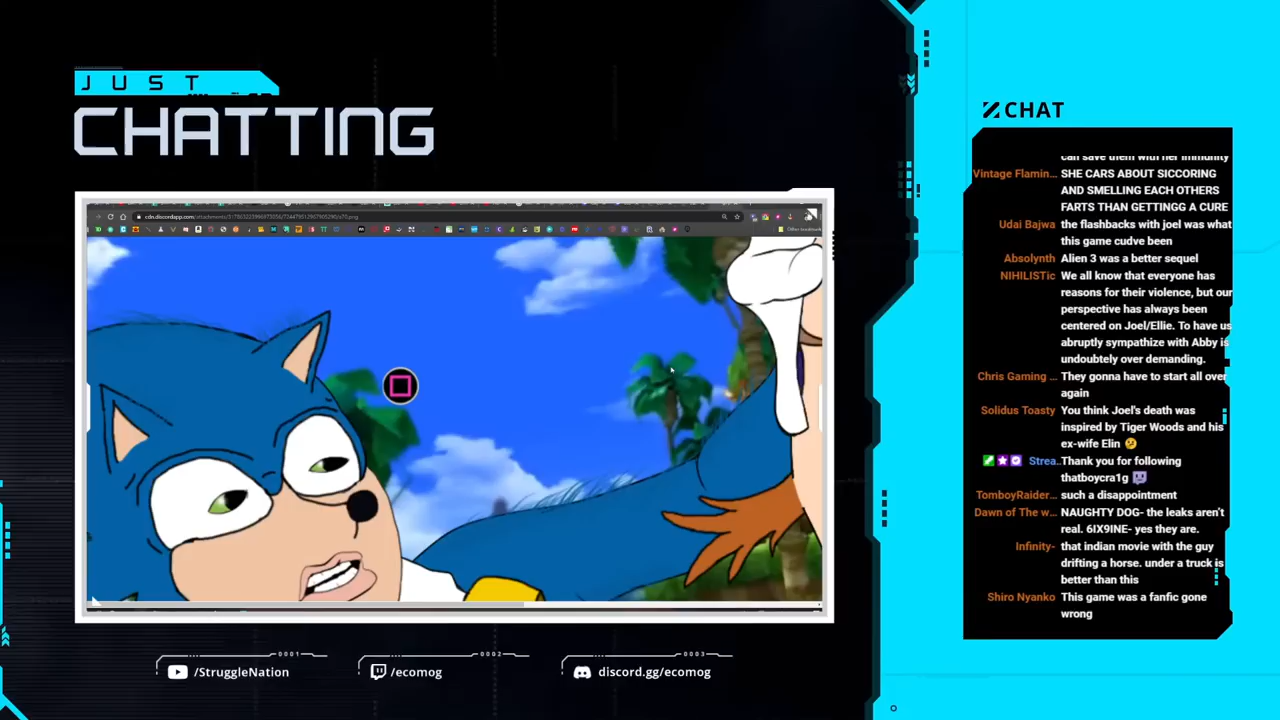 JUST
CHATTING
CHAT
can save them with her immunity
Vintage Flamin... SHE CARS ABOUT SICCORING
AND SMELLING EACH OTHERS
FARTS THAN GETTINGG A CURE
Udai Bajwa the flashbacks with joel was what
this game cudve been
Absolynth Alien 3 was a better sequel
NIHILISTic We all know that everyone has
reasons for their violence, but our
perspective has always been
centered on Joel/Ellie. To have us
abruptly sympathize with Abby is
undoubtely over demanding.
Chris Gaming ... They gonna have to start all over
again
Solidus Toasty You think Joel's death was
inspired by Tiger Woods and his
ex-wife Elin 🤔
Strea.. Thank you for following
thatboycra1g
TomboyRaider... such a disappointment
Dawn of The w... NAUGHTY DOG- the leaks aren't
real. 6IX9INE- yes they are.
Infinity- that indian movie with the guy
drifting a horse. under a truck is
better than this
Shiro Nyanko This game was a fanfic gone
wrong
0001
/StruggleNation
0002
/ecomog
0003
discord.gg/ecomog